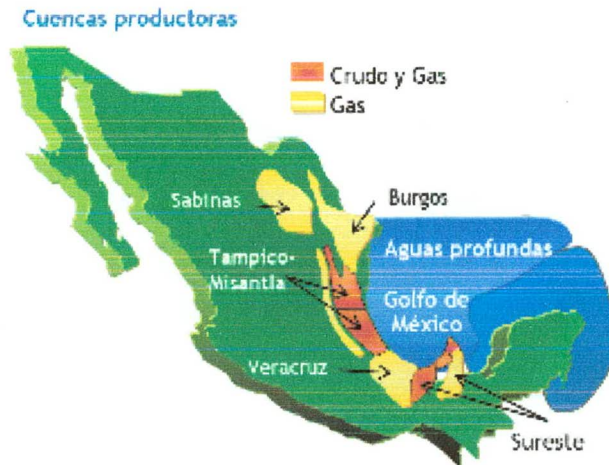 Cuencas productoras
Crudo y Gas
Gas
Sabinas
Burgos
Tampico-
Misantla
Aguas profundas
Golfo de
México
Veracruz
Sureste